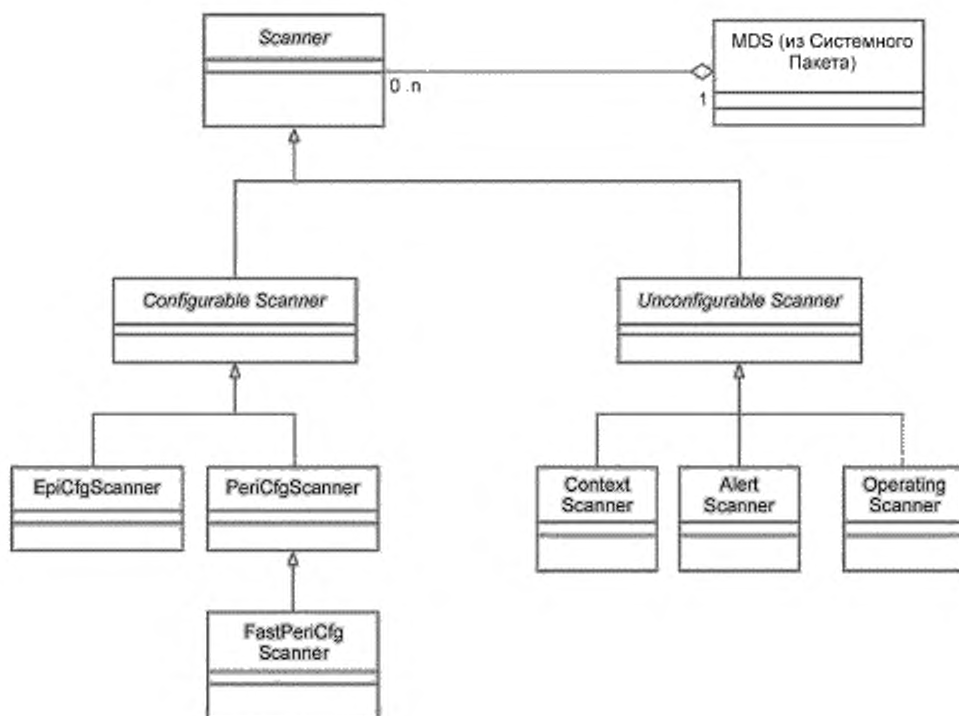 Scanner
MDS (из Системного
Пакета)
0 .n
1
Configurable Scanner
Unconfigurable Scanner
EpiCfgScanner
PeriCfgScanner
Context
Scanner
Alert
Scanner
Operating
Scanner
FastPeriCfg
Scanner